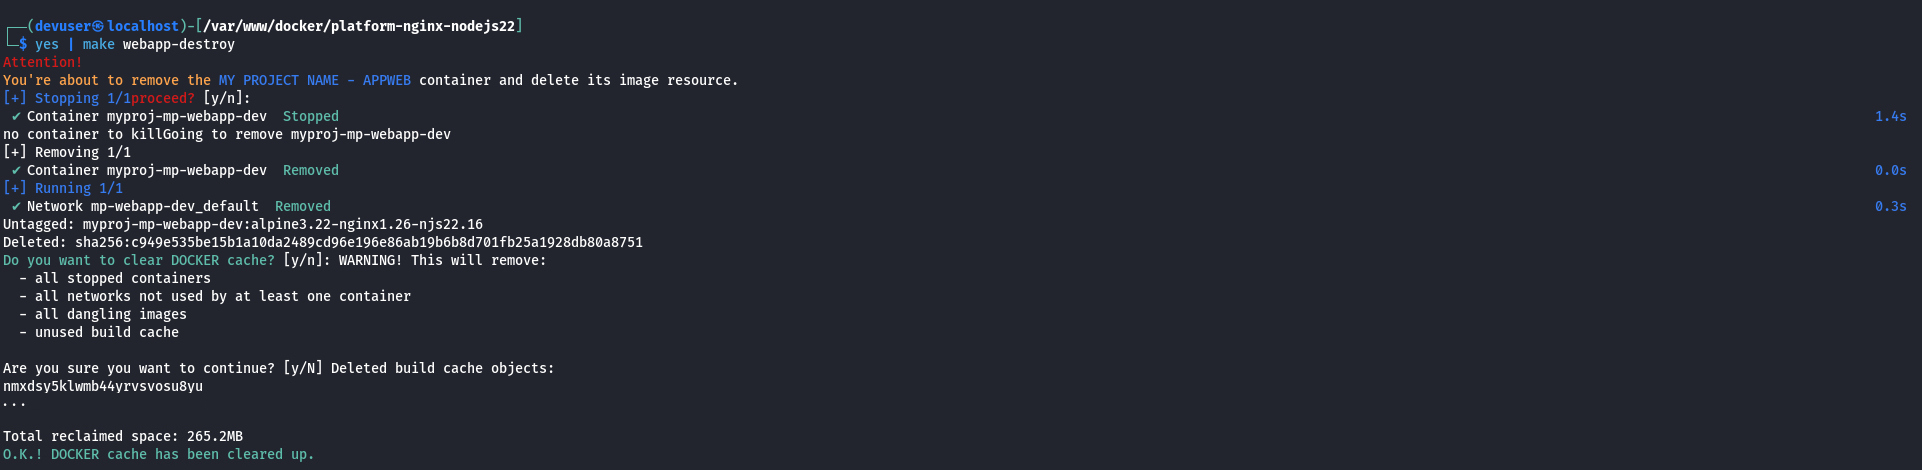 ┌──(devuser㉿localhost)-[/var/www/docker/platform-nginx-nodejs22]
└─$ yes | make webapp-destroy
Attention!
You're about to remove the MY PROJECT NAME - APPWEB container and delete its image resource.
[+] Stopping 1/1proceed? [y/n]:
✔ Container myproj-mp-webapp-dev Stopped 1.4s
no container to killGoing to remove myproj-mp-webapp-dev
[+] Removing 1/1
✔ Container myproj-mp-webapp-dev Removed 0.0s
[+] Running 1/1
✔ Network mp-webapp-dev_default Removed 0.3s
Untagged: myproj-mp-webapp-dev:alpine3.22-nginx1.26-njs22.16
Deleted: sha256:c949e535be15b1a10da2489cd96e196e86ab19b6b8d701fb25a1928db80a8751
Do you want to clear DOCKER cache? [y/n]: WARNING! This will remove:
- all stopped containers
- all networks not used by at least one container
- all dangling images
- unused build cache
Are you sure you want to continue? [y/N] Deleted build cache objects:
nmxdsy5klwmb44yrvsvosu8yu
...
Total reclaimed space: 265.2MB
O.K.! DOCKER cache has been cleared up.